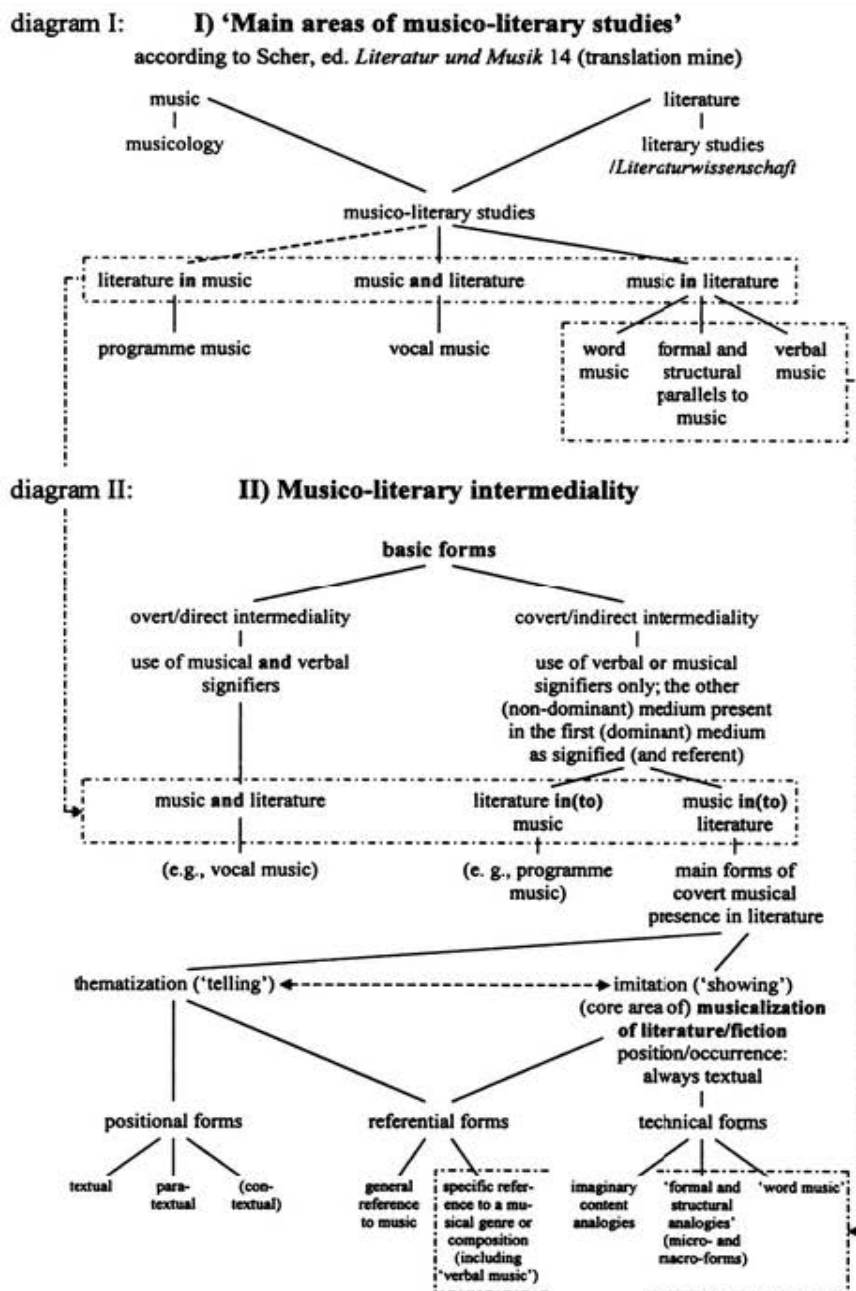 diagram I: I) ‘Main areas of musico-literary studies’
according to Scher, ed. Literatur und Musik 14 (translation mine)
music literature
musicology literary studies
/Literaturwissenschaft
musico-literary studies
literature in music music and literature music in literature
programme music vocal music word formal and verbal
music structural music
parallels to
music
diagram II: II) Musico-literary intermediality
basic forms
overt/direct intermediality covert/indirect intermediality
use of musical and verbal use of verbal or musical
signifiers signifiers only; the other
(non-dominant) medium present
in the first (dominant) medium
as signified (and referent)
music and literature literature in(to) music in(to)
music literature
(e.g., vocal music) (e. g., programme main forms of
music) covert musical
presence in literature
thematization (‘telling’) imitation (‘showing’)
(core area of) musicalization
of literature/fiction
position/occurrence:
always textual
positional forms referential forms technical forms
textual para- (con- general specific refer- imaginary ‘formal and ‘word music’
textual textual) reference ence to a mu- content structural
to music sical genre or analogies analogies’
composition (micro- and
(including macro-forms)
‘verbal music’)